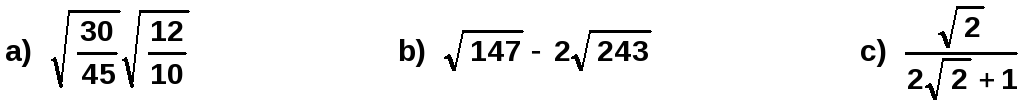 a) √(30/45) √(12/10) b) √147 - 2√243 c) √2/(2√2 + 1)